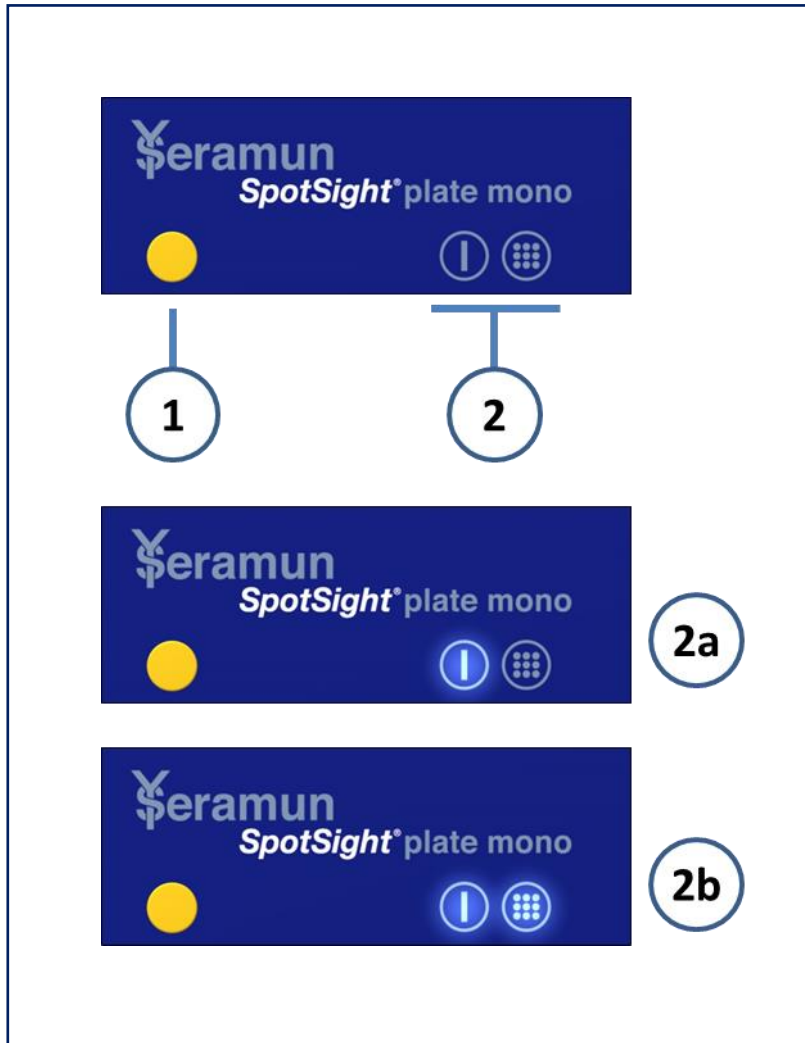 Seramun
SpotSight® plate mono
1
2
Seramun
SpotSight® plate mono
2a
Seramun
SpotSight® plate mono
2b